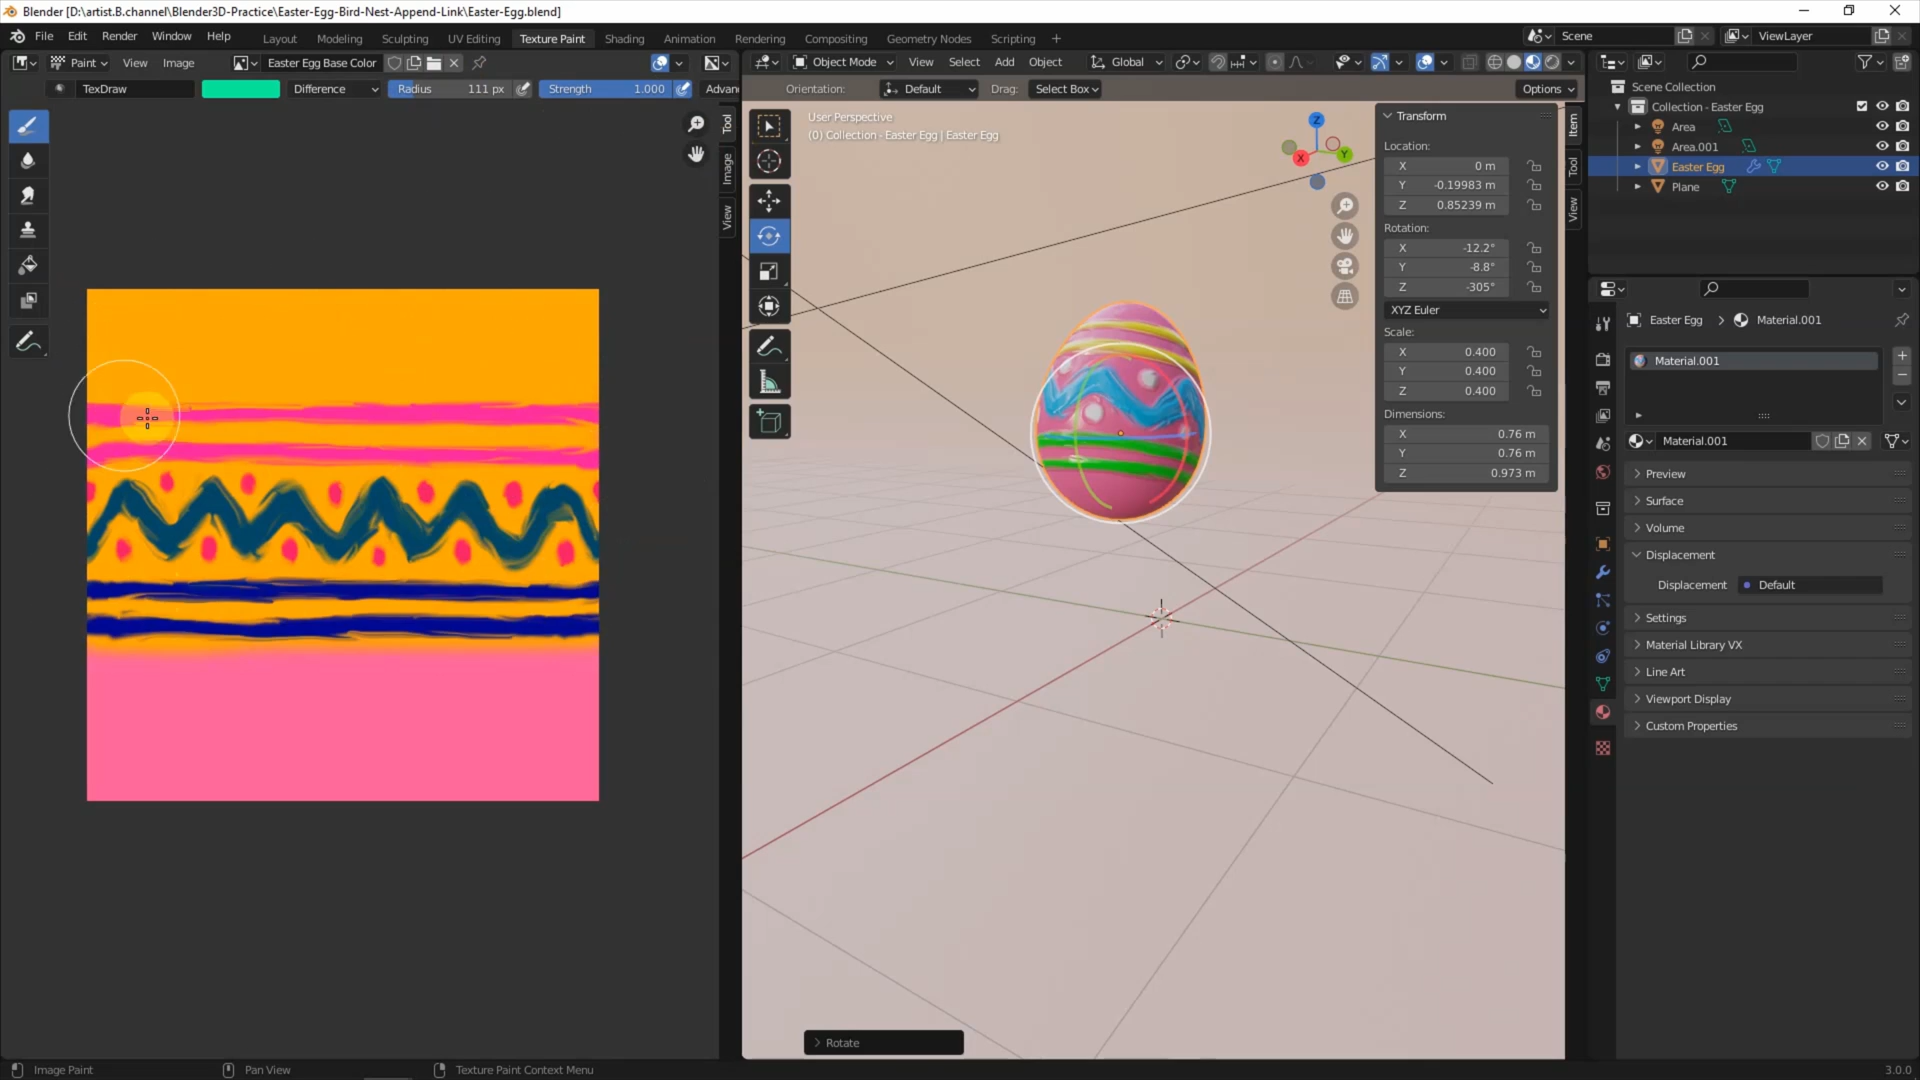 Blender [D:\artist.B.channel\Blender3D-Practice\Easter-Egg-Bird-Nest-Append-Link\Easter-Egg.blend]
File Edit Render Window Help Layout Modeling Sculpting UV Editing Texture Paint Shading Animation Rendering Compositing Geometry Nodes Scripting + Scene ViewLayer
Paint View Image Easter Egg Base Color Object Mode View Select Add Object Global
TexDraw Difference Radius 111 px Strength 1.000 Advan Orientation: Default Drag: Select Box Options
Tool
Image
View
User Perspective
(0) Collection - Easter Egg | Easter Egg
Z
X
Y
Transform
Location:
X 0 m
Y -0.19983 m
Z 0.85239 m
Rotation:
X -12.2°
Y -8.8°
Z -305°
XYZ Euler
Scale:
X 0.400
Y 0.400
Z 0.400
Dimensions:
X 0.76 m
Y 0.76 m
Z 0.973 m
Item
Tool
View
Rotate
Scene Collection
Collection - Easter Egg
Area
Area.001
Easter Egg
Plane
Easter Egg Material.001
Material.001
Material.001
Preview
Surface
Volume
Displacement
Displacement Default
Settings
Material Library VX
Line Art
Viewport Display
Custom Properties
Image Paint Pan View Texture Paint Context Menu 3.0.0